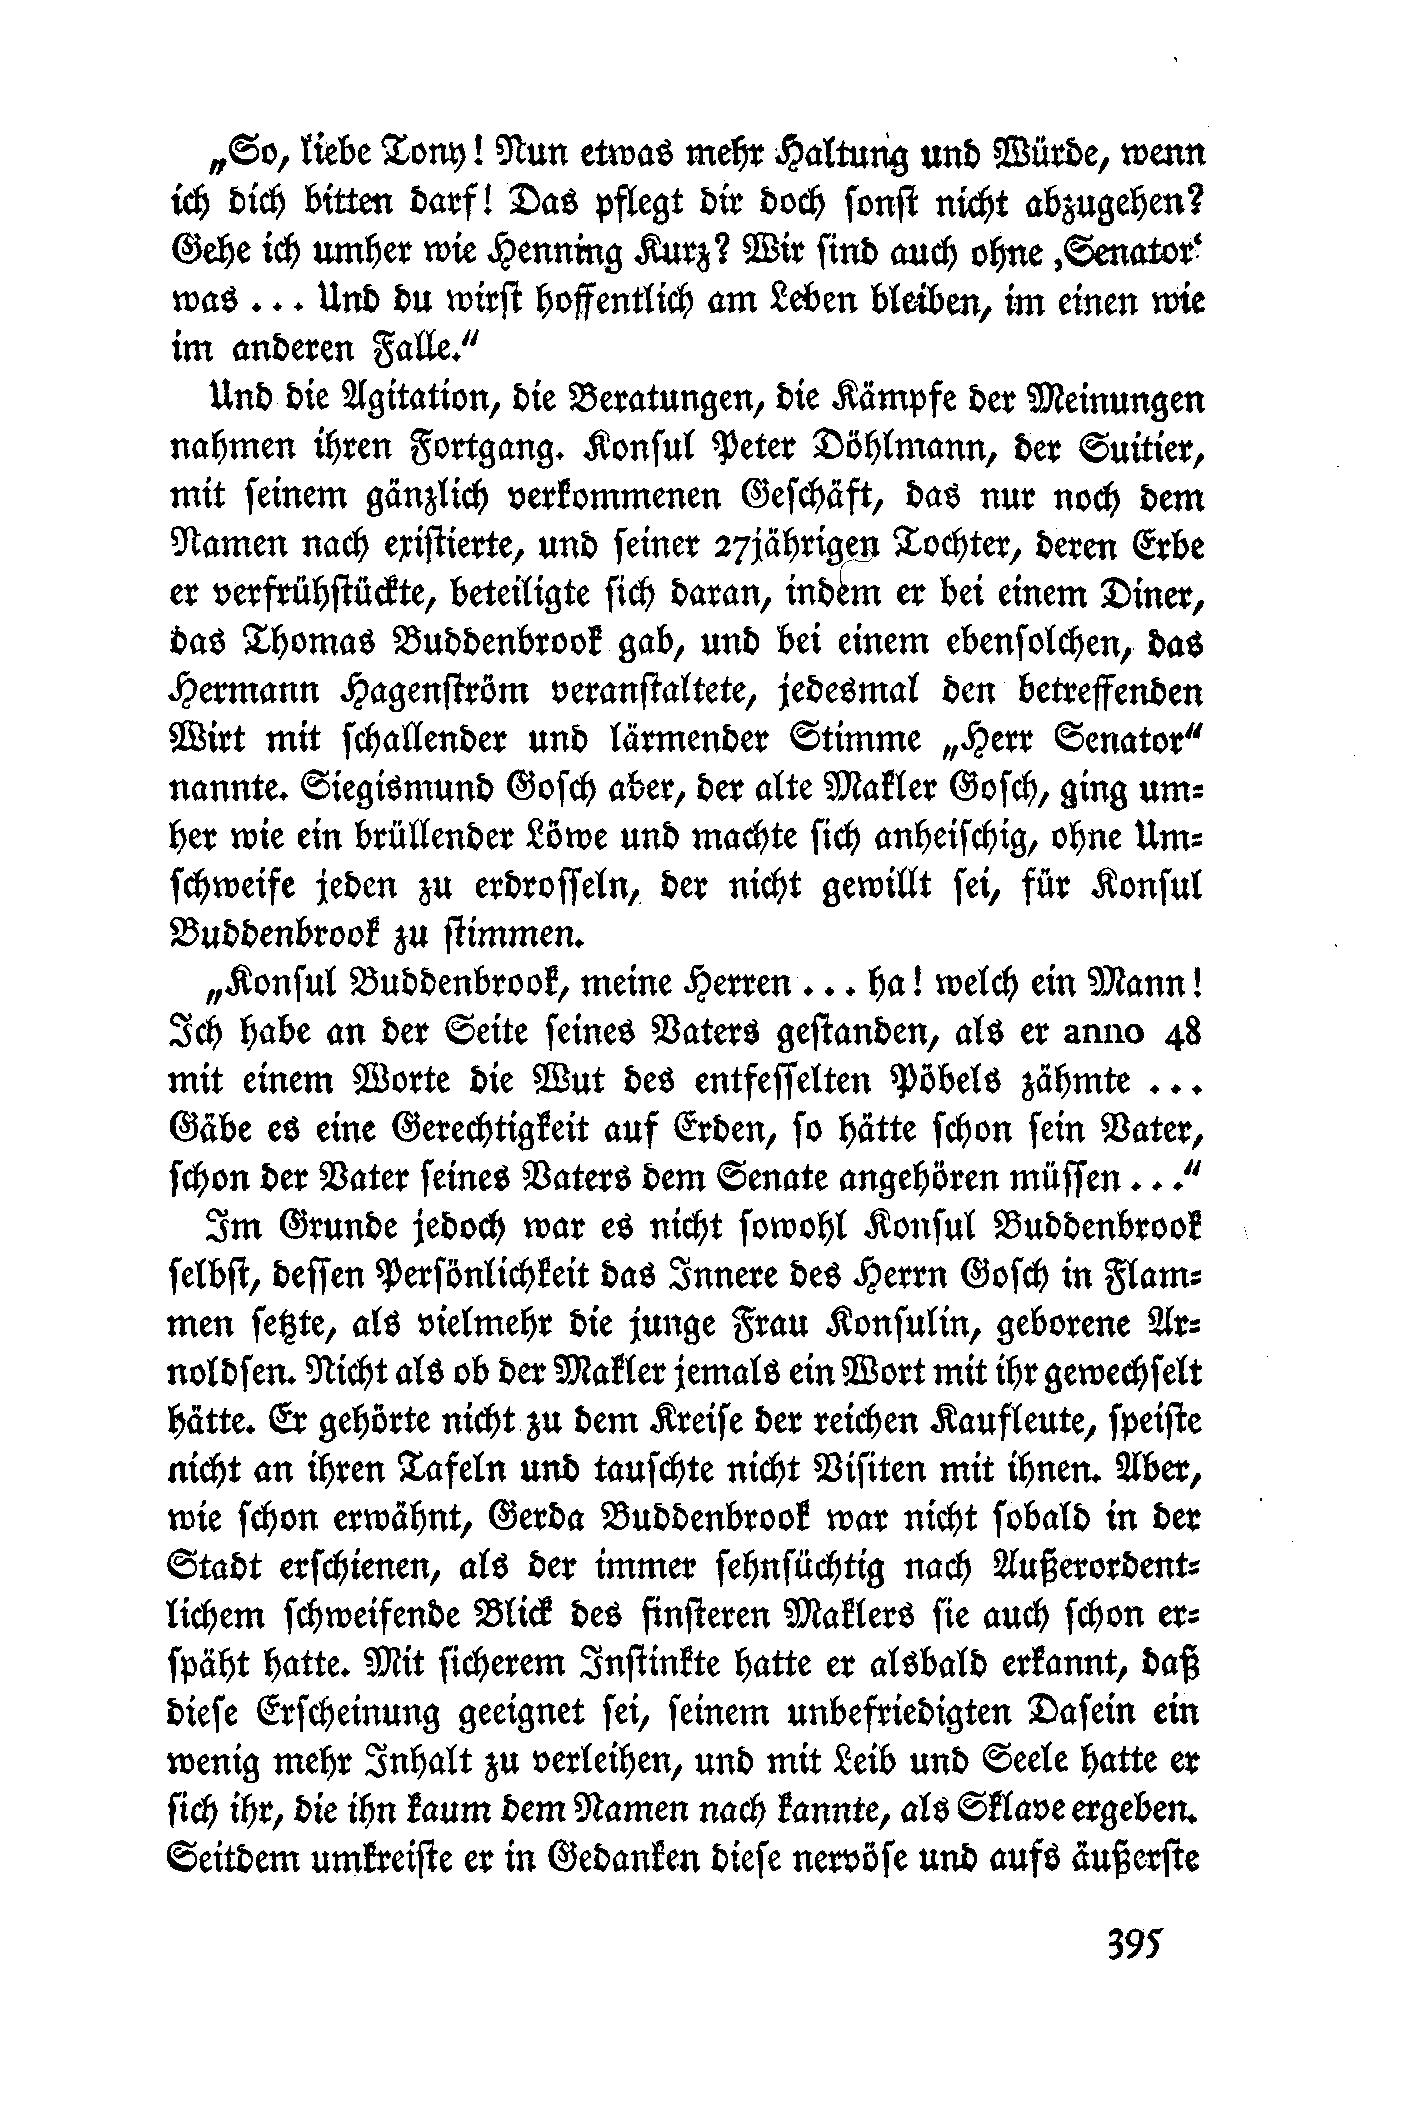 „So, liebe Tony! Nun etwas mehr Haltung und Würde, wenn
ich dich bitten darf! Das pflegt dir doch sonst nicht abzugehen?
Gehe ich umher wie Henning Kurz? Wir sind auch ohne ‚Senator‘
was ... Und du wirst hoffentlich am Leben bleiben, im einen wie
im anderen Falle.“
Und die Agitation, die Beratungen, die Kämpfe der Meinungen
nahmen ihren Fortgang. Konsul Peter Döhlmann, der Suitier,
mit seinem gänzlich verkommenen Geschäft, das nur noch dem
Namen nach existierte, und seiner 27jährigen Tochter, deren Erbe
er verfrühstückte, beteiligte sich daran, indem er bei einem Diner,
das Thomas Buddenbrook gab, und bei einem ebensolchen, das
Hermann Hagenström veranstaltete, jedesmal den betreffenden
Wirt mit schallender und lärmender Stimme „Herr Senator“
nannte. Siegismund Gosch aber, der alte Makler Gosch, ging um-
her wie ein brüllender Löwe und machte sich anheischig, ohne Um-
schweife jeden zu erdrosseln, der nicht gewillt sei, für Konsul
Buddenbrook zu stimmen.
„Konsul Buddenbrook, meine Herren ... ha! welch ein Mann!
Ich habe an der Seite seines Vaters gestanden, als er anno 48
mit einem Worte die Wut des entfesselten Pöbels zähmte ...
Gäbe es eine Gerechtigkeit auf Erden, so hätte schon sein Vater,
schon der Vater seines Vaters dem Senate angehören müssen ...“
Im Grunde jedoch war es nicht sowohl Konsul Buddenbrook
selbst, dessen Persönlichkeit das Innere des Herrn Gosch in Flam-
men setzte, als vielmehr die junge Frau Konsulin, geborene Ar-
noldsen. Nicht als ob der Makler jemals ein Wort mit ihr gewechselt
hätte. Er gehörte nicht zu dem Kreise der reichen Kaufleute, speiste
nicht an ihren Tafeln und tauschte nicht Visiten mit ihnen. Aber,
wie schon erwähnt, Gerda Buddenbrook war nicht sobald in der
Stadt erschienen, als der immer sehnsüchtig nach Außerordent-
lichem schweifende Blick des finsteren Maklers sie auch schon er-
späht hatte. Mit sicherem Instinkte hatte er alsbald erkannt, daß
diese Erscheinung geeignet sei, seinem unbefriedigten Dasein ein
wenig mehr Inhalt zu verleihen, und mit Leib und Seele hatte er
sich ihr, die ihn kaum dem Namen nach kannte, als Sklave ergeben.
Seitdem umkreiste er in Gedanken diese nervöse und aufs äußerste
395